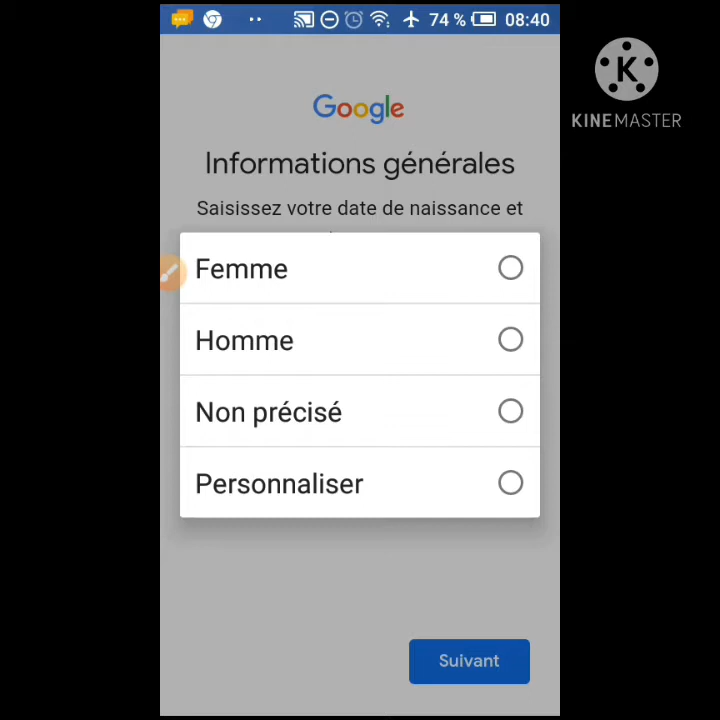 74 % 08:40
K
KINEMASTER
Google
Informations générales
Saisissez votre date de naissance et
Femme
Homme
Non précisé
Personnaliser
Suivant